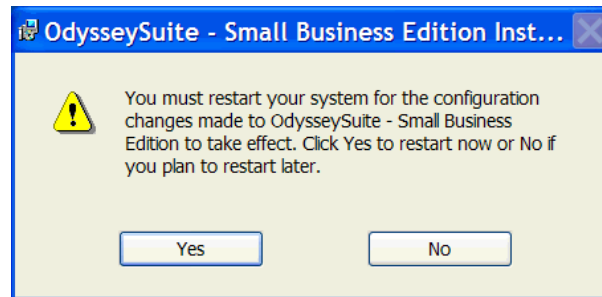 OdysseySuite - Small Business Edition Inst...
You must restart your system for the configuration
changes made to OdysseySuite - Small Business
Edition to take effect. Click Yes to restart now or No if
you plan to restart later.
Yes
No